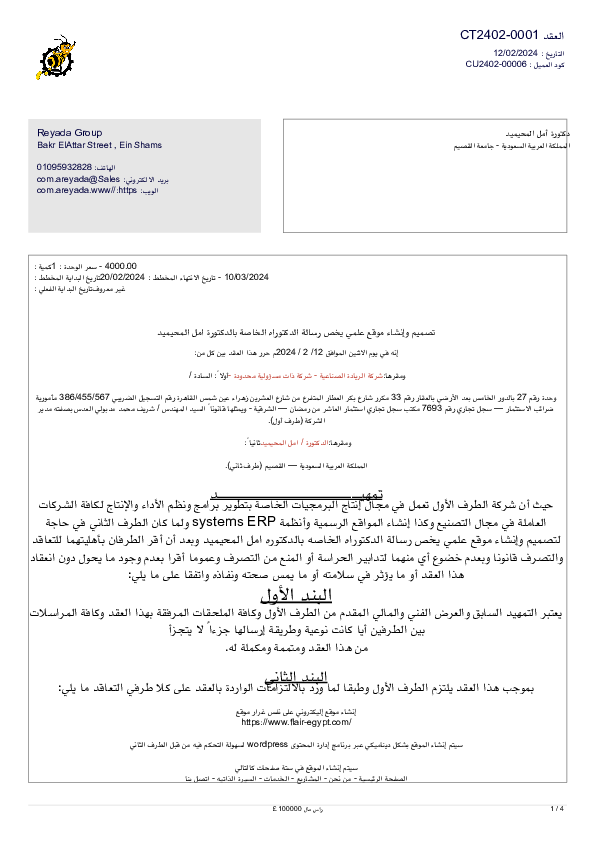 العقد CT2402-0001
التاريخ : 12/02/2024
كود العميل : CU2402-00006
Reyada Group
Bakr ElAttar Street , Ein Shams
الهاتف: 01095932828
بريد الالكتروني: com.areyada@Sales
الويب: com.areyada.www//:https
دكتورة أمل المحيميد
المملكة العربية السعودية - جامعة القصيم
كمية : 1 سعر الوحدة : - 4000.00
تاريخ البداية المخطط : 20/02/2024 - تاريخ الانتهاء المخطط : 10/03/2024
تاريخ البداية الفعلي : غير معروف
تصميم وإنشاء موقع علمي يخص رسالة الدكتوراه الخاصة بالدكتورة امل المحيميد
إنه في يوم الاثنين الموافق 12/ 2 / 2024م حرر هذا العقد بين كل من:
أولاً : السادة / شركة الريادة الصناعية - شركة ذات مسؤولية محدودة - ومقرها:
وحدة رقم 27 بالدور الخامس بعد الأرضي بالعقار رقم 33 مكرر شارع بكر العطار المتفرع من شارع العشرين زهراء عين شمس القاهرة رقم التسجيل الضريبي 386/455/567 مأمورية
ضرائب الاستثمار — سجل تجاري رقم 7693 مكتب سجل تجاري استثمار العاشر من رمضان — الشرقية - ويمثلها قانوناً السيد المهندس / شريف محمد مدبولي العدس بصفته مدير
الشركة (طرف أول).
ثانياً : الدكتورة / امل المحيميد ومقرها:
المملكة العربية السعودية — القصيم (طرف ثاني).
تمهيــــــــــــــــــــــــد
حيث أن شركة الطرف الأول تعمل في مجال إنتاج البرمجيات الخاصة بتطوير برامج ونظم الأداء والإنتاج لكافة الشركات
العاملة في مجال التصنيع وكذا إنشاء المواقع الرسمية وأنظمة systems ERP ولما كان الطرف الثاني في حاجة
لتصميم وإنشاء موقع علمي يخص رسالة الدكتوراه الخاصه بالدكتوره امل المحيميد وبعد أن أقر الطرفان بأهليتهما للتعاقد
والتصرف قانونا وبعدم خضوع أي منهما لتدابير الحراسة أو المنع من التصرف وعموما أقرا بعدم وجود ما يحول دون انعقاد
هذا العقد أو ما يؤثر في سلامته أو ما يمس صحته ونفاذه واتفقا على ما يلي:
البند الأول
يعتبر التمهيد السابق والعرض الفني والمالي المقدم من الطرف الأول وكافة الملحقات المرفقة بهذا العقد وكافة المراسلات
بين الطرفين أيا كانت نوعية وطريقة إرسالها جزءاً لا يتجزأ
من هذا العقد ومتممة ومكملة له.
البند الثاني
بموجب هذا العقد يلتزم الطرف الأول وطبقا لما ورد بالالتزامات الواردة بالعقد على كلا طرفي التعاقد ما يلي:
إنشاء موقع إليكتروني على نفس غرار موقع
https://www.flair-egypt.com/
سيتم إنشاء الموقع بشكل ديناميكي عبر برنامج إدارة المحتوى wordpress لسهولة التحكم فيه من قبل الطرف الثاني
سيتم إنشاء الموقع في ستة صفحات كالتالي
الصفحة الرئيسية - من نحن - المشاريع - الخدمات - السيرة الذاتيه - اتصل بنا
رأس مال 100000 £
1 / 4